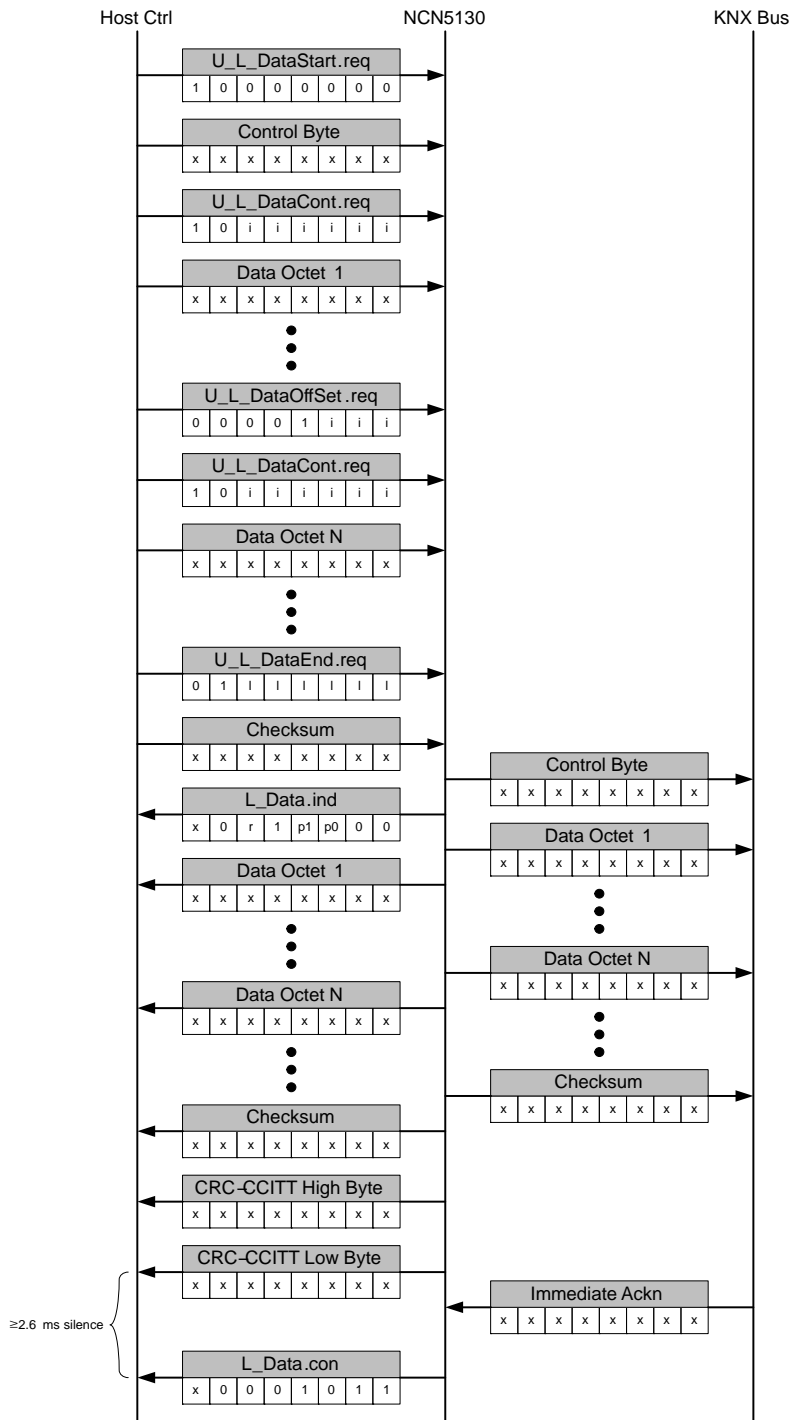 Host Ctrl NCN5130 KNX Bus
U_L_DataStart.req
1 0 0 0 0 0 0 0
Control Byte
x x x x x x x x
U_L_DataCont.req
1 0 i i i i i i
Data Octet 1
x x x x x x x x
U_L_DataOffSet.req
0 0 0 0 1 i i i
U_L_DataCont.req
1 0 i i i i i i
Data Octet N
x x x x x x x x
U_L_DataEnd.req
0 1 l l l l l l
Checksum
x x x x x x x x
Control Byte
x x x x x x x x
L_Data.ind
x 0 r 1 p1 p0 0 0
Data Octet 1
x x x x x x x x
Data Octet 1
x x x x x x x x
Data Octet N
x x x x x x x x
Data Octet N
x x x x x x x x
Checksum
x x x x x x x x
Checksum
x x x x x x x x
CRC-CCITT High Byte
x x x x x x x x
CRC-CCITT Low Byte
x x x x x x x x
Immediate Ackn
x x x x x x x x
≥2.6 ms silence
L_Data.con
x 0 0 0 1 0 1 1